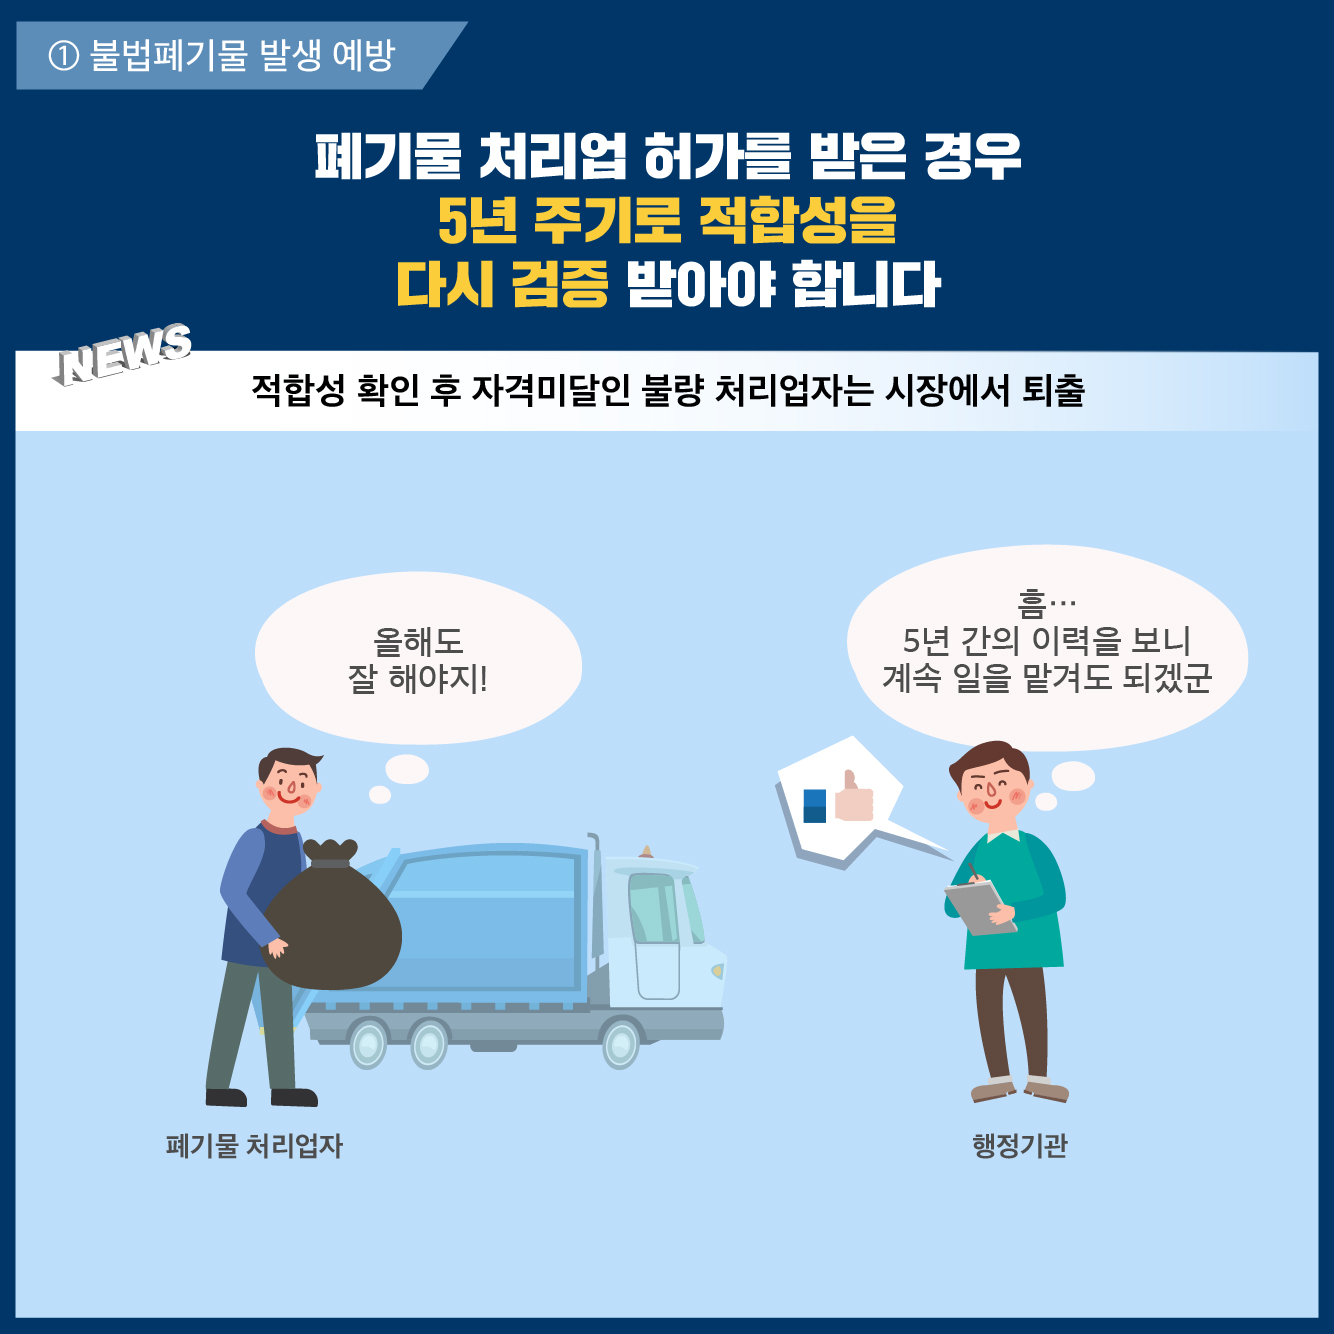 ① 불법폐기물 발생 예방
폐기물 처리업 허가를 받은 경우
5년 주기로 적합성을
다시 검증 받아야 합니다
NEWS
적합성 확인 후 자격미달인 불량 처리업자는 시장에서 퇴출
올해도
잘 해야지!
흠…
5년 간의 이력을 보니
계속 일을 맡겨도 되겠군
폐기물 처리업자
행정기관